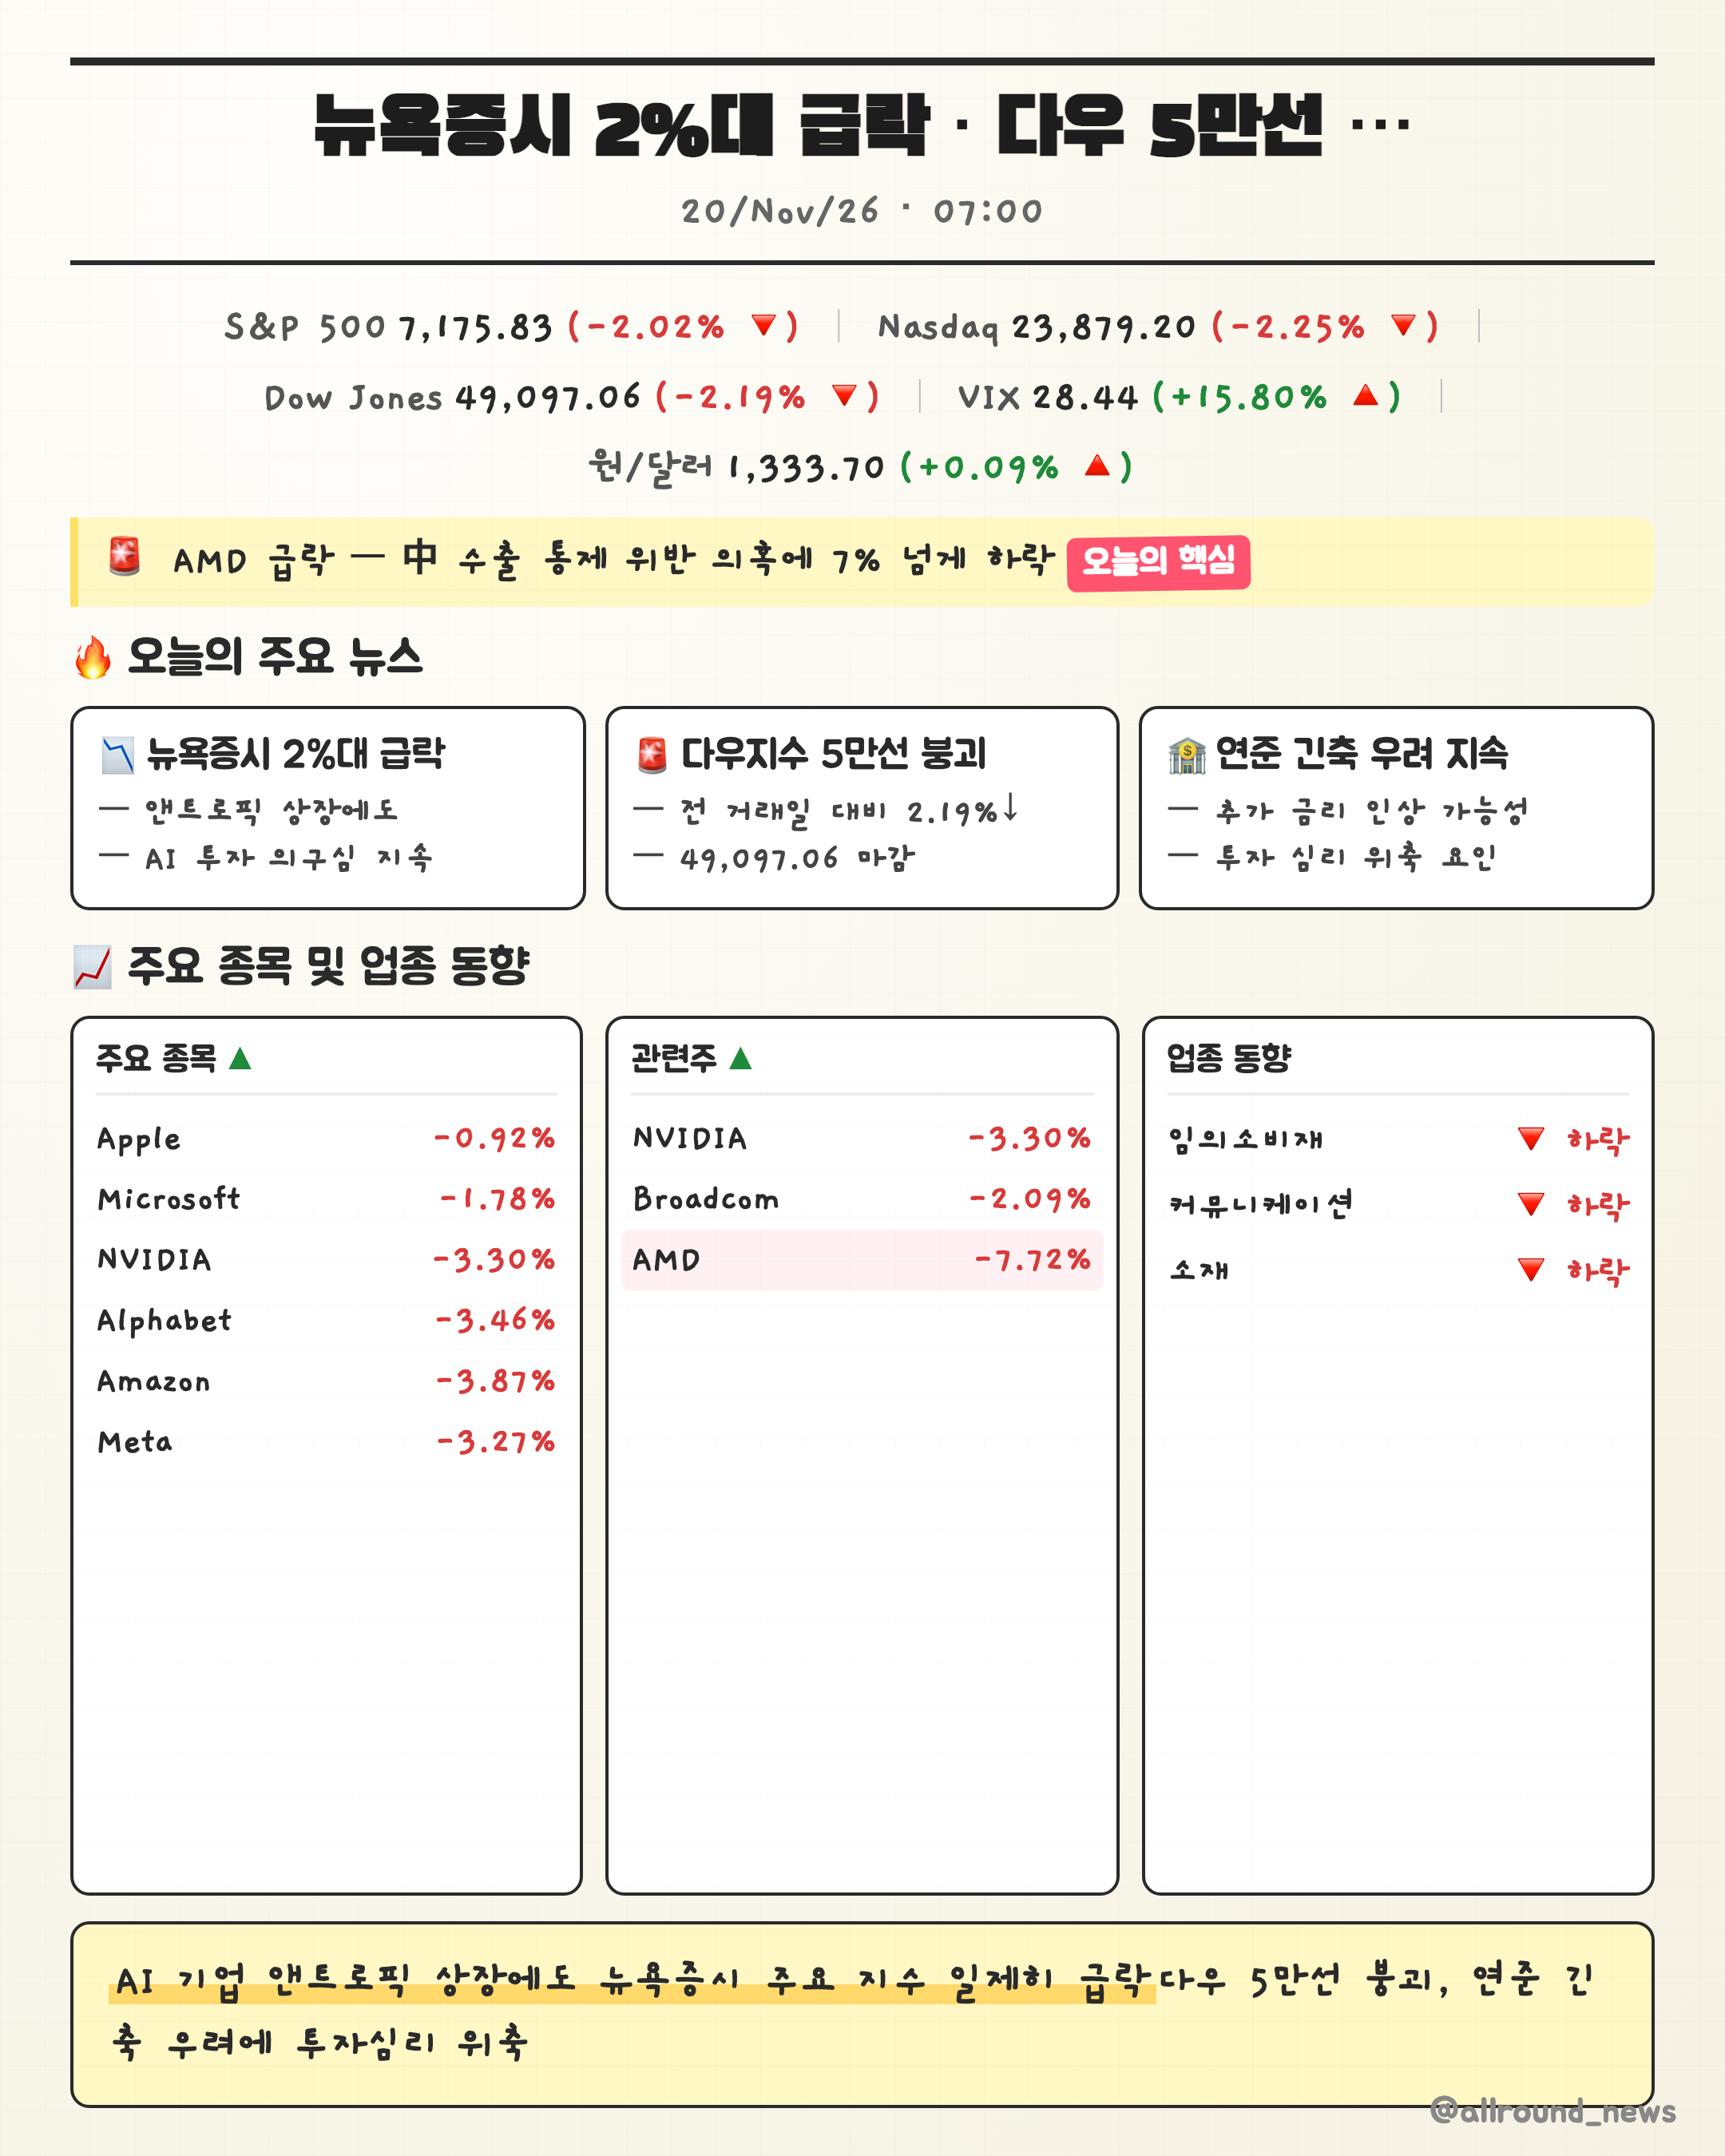 뉴욕증시 2%대 급락 · 다우 5만선 …
20/Nov/26 · 07:00
S&P 500 7,175.83 (-2.02% 🔻) | Nasdaq 23,879.20 (-2.25% 🔻) |
Dow Jones 49,097.06 (-2.19% 🔻) | VIX 28.44 (+15.80% 🔺) |
원/달러 1,333.70 (+0.09% 🔺)
🚨 AMD 급락 — 中 수출 통제 위반 의혹에 7% 넘게 하락 오늘의 핵심
🔥 오늘의 주요 뉴스
📉 뉴욕증시 2%대 급락
— 앤트로픽 상장에도
— AI 투자 의구심 지속
🚨 다우지수 5만선 붕괴
— 전 거래일 대비 2.19%↓
— 49,097.06 마감
🏦 연준 긴축 우려 지속
— 추가 금리 인상 가능성
— 투자 심리 위축 요인
📈 주요 종목 및 업종 동향
주요 종목 ▲
Apple -0.92%
Microsoft -1.78%
NVIDIA -3.30%
Alphabet -3.46%
Amazon -3.87%
Meta -3.27%
관련주 ▲
NVIDIA -3.30%
Broadcom -2.09%
AMD -7.72%
업종 동향
임의소비재 🔻 하락
커뮤니케이션 🔻 하락
소재 🔻 하락
AI 기업 앤트로픽 상장에도 뉴욕증시 주요 지수 일제히 급락다우 5만선 붕괴, 연준 긴
축 우려에 투자심리 위축
@allround_news